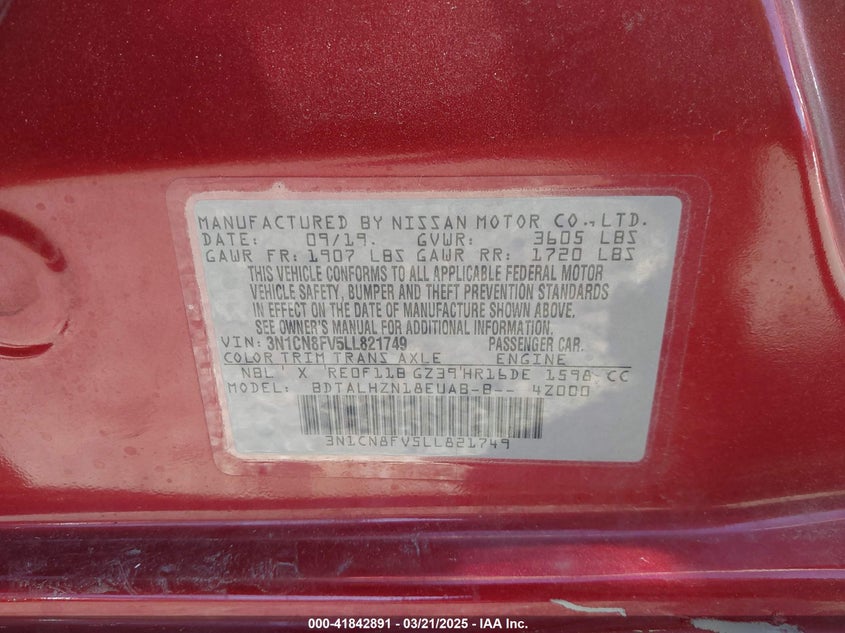 MANUFACTURED BY NISSAN MOTOR CO., LTD.
DATE: 09/19. GVWR: 3605 LBS
GAWR FR: 1907 LBS GAWR RR: 1720 LBS
THIS VEHICLE CONFORMS TO ALL APPLICABLE FEDERAL MOTOR
VEHICLE SAFETY, BUMPER AND THEFT PREVENTION STANDARDS
IN EFFECT ON THE DATE OF MANUFACTURE SHOWN ABOVE.
SEE OWNER'S MANUAL FOR ADDITIONAL INFORMATION.
VIN: 3N1CN8FV5LL821749 PASSENGER CAR.
COLOR TRIM TRANS AXLE ENGINE
NBL X RE0F11B GZ39 HR16DE 1598 CC
MODEL: BDTALHZN18EUAB-B-- 4Z000
3N1CN8FV5LL821749
000-41842891 — 03/21/2025 — IAA Inc.